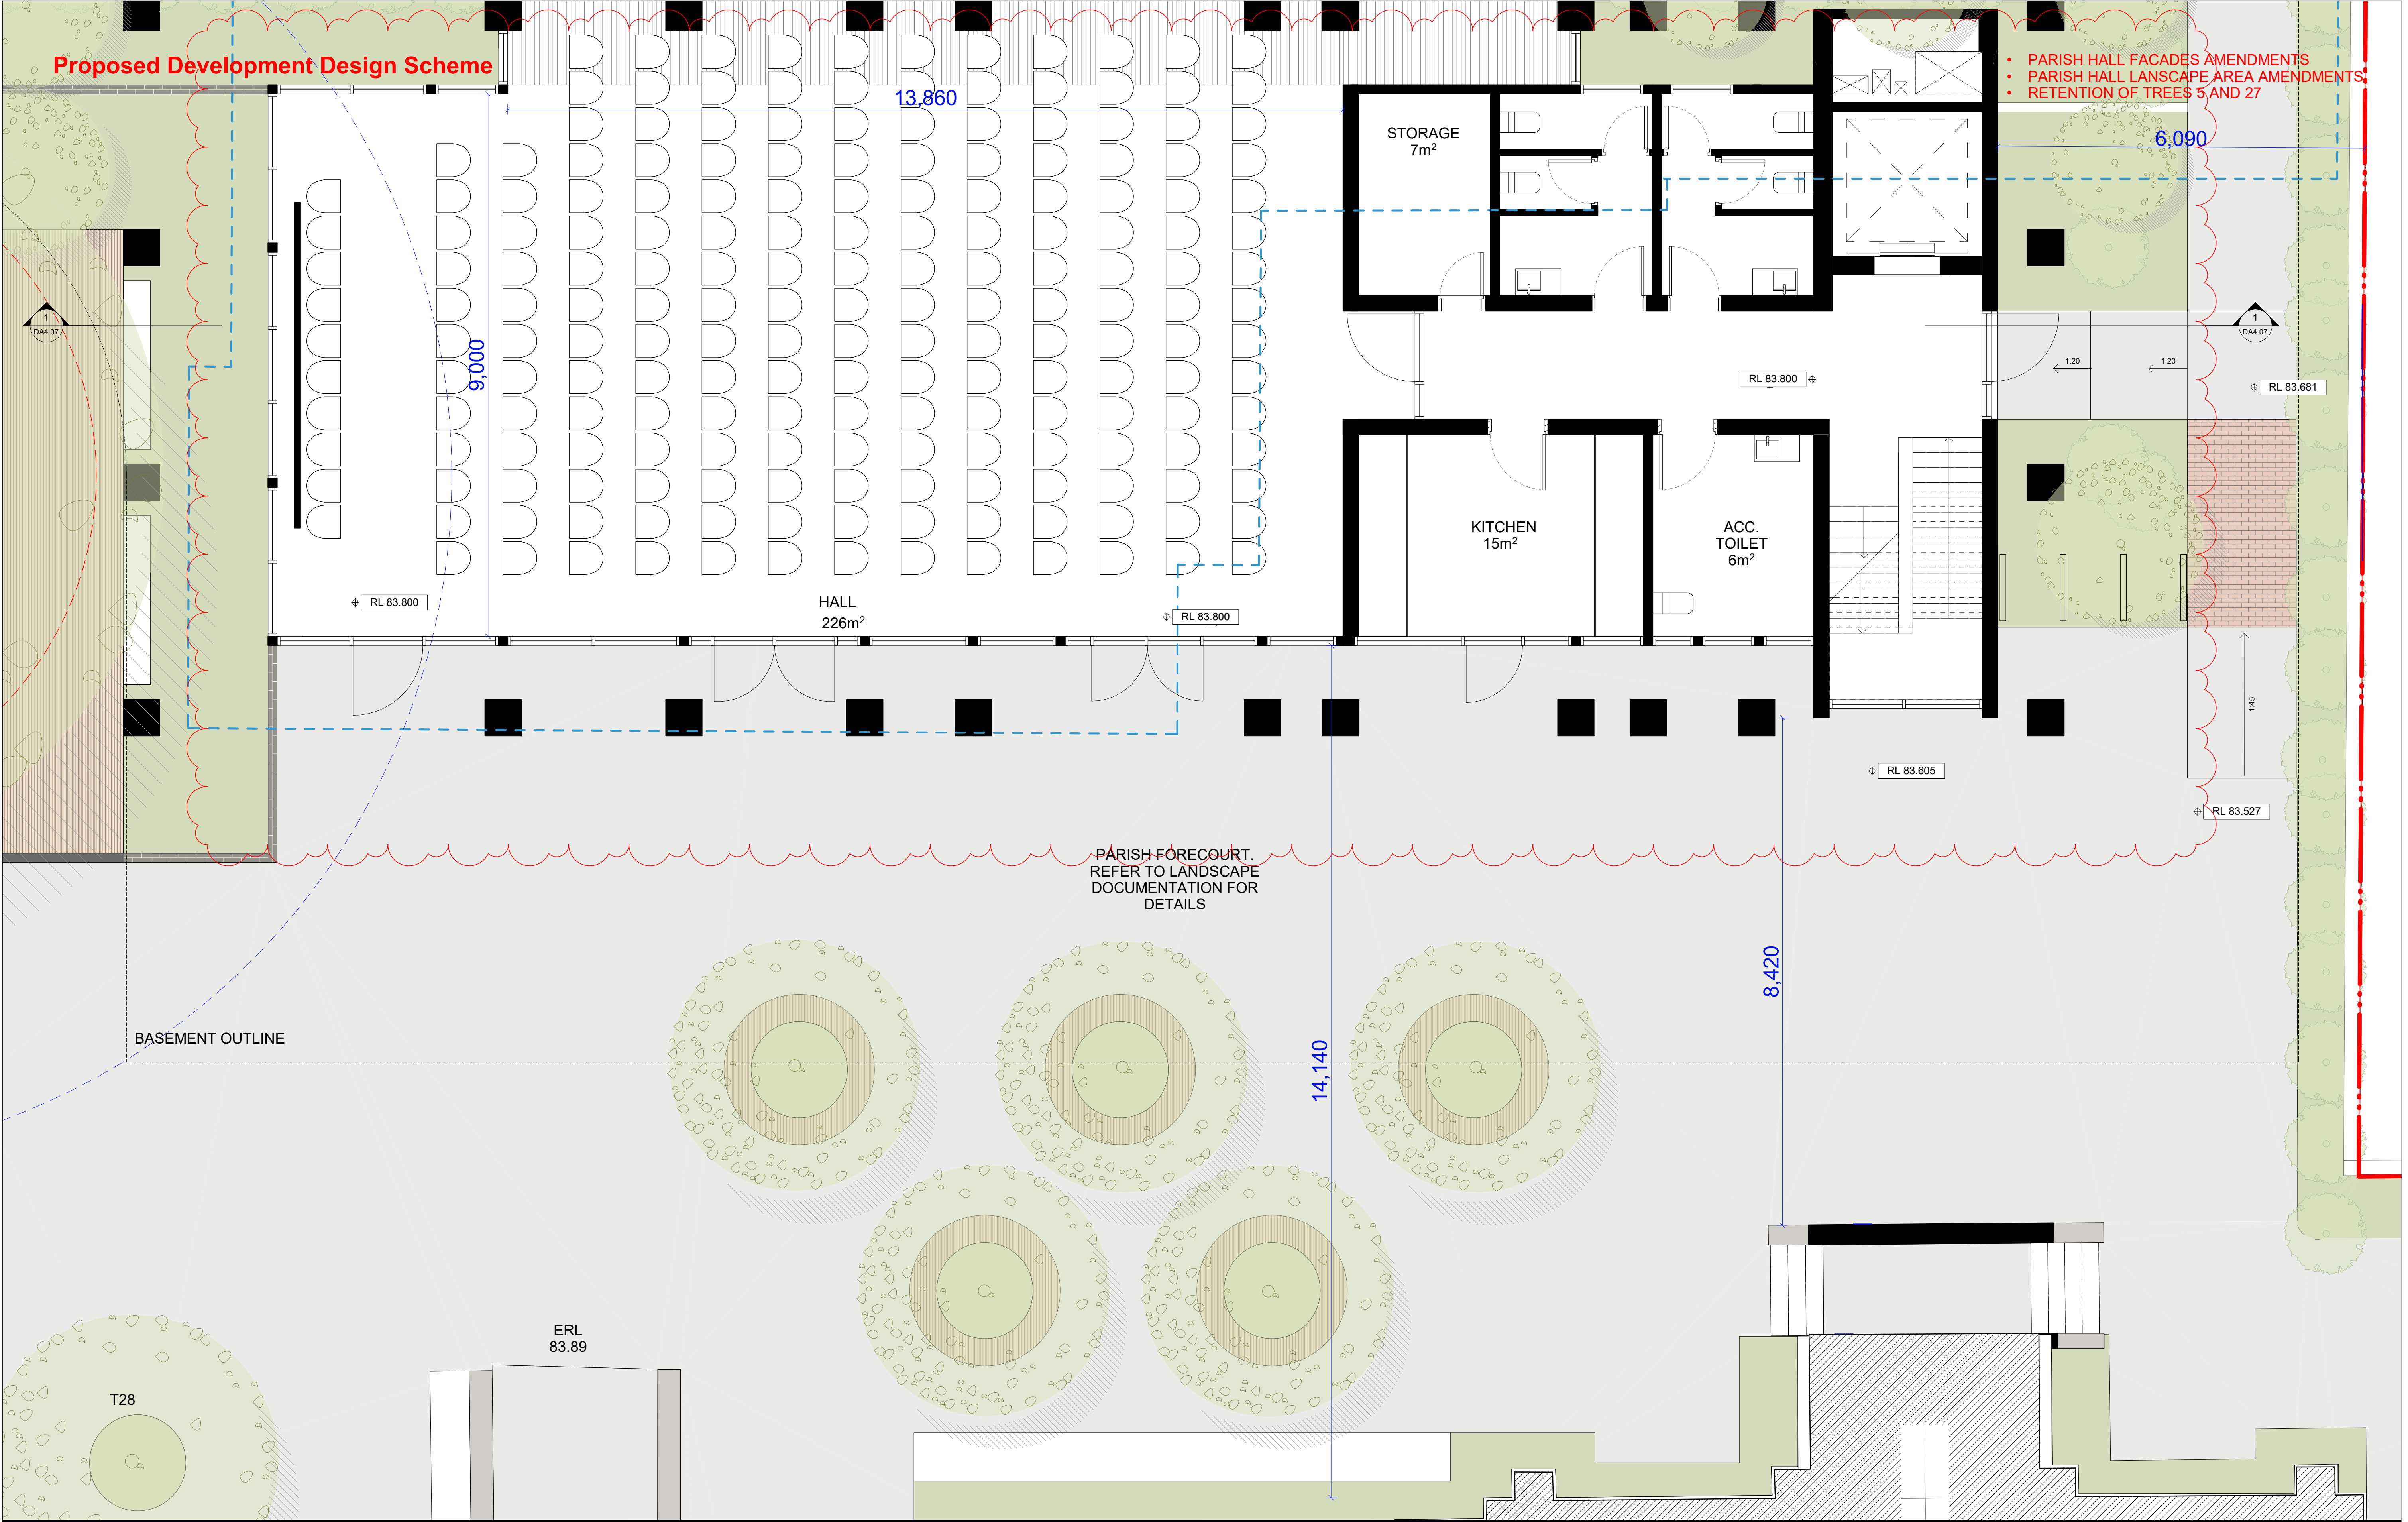 Proposed Development Design Scheme
• PARISH HALL FACADES AMENDMENTS
• PARISH HALL LANSCAPE AREA AMENDMENTS
• RETENTION OF TREES 5 AND 27
13,860
6,090
STORAGE
7m²
1
DA4.07
1
DA4.07
9,000
1:20
1:20
RL 83.800
RL 83.681
KITCHEN
15m²
ACC.
TOILET
6m²
RL 83.800
HALL
226m²
RL 83.800
1:45
RL 83.605
RL 83.527
PARISH FORECOURT.
REFER TO LANDSCAPE
DOCUMENTATION FOR
DETAILS
8,420
14,140
BASEMENT OUTLINE
ERL
83.89
T28